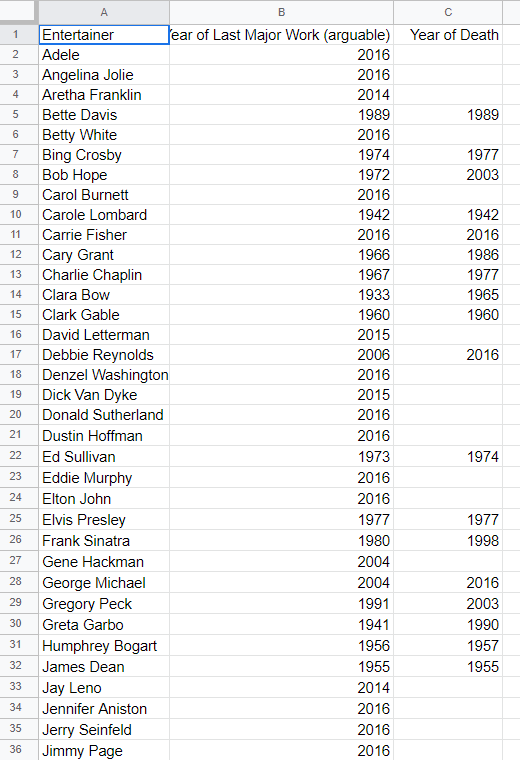 A B C
1 Entertainer Year of Last Major Work (arguable) Year of Death
2 Adele 2016
3 Angelina Jolie 2016
4 Aretha Franklin 2014
5 Bette Davis 1989 1989
6 Betty White 2016
7 Bing Crosby 1974 1977
8 Bob Hope 1972 2003
9 Carol Burnett 2016
10 Carole Lombard 1942 1942
11 Carrie Fisher 2016 2016
12 Cary Grant 1966 1986
13 Charlie Chaplin 1967 1977
14 Clara Bow 1933 1965
15 Clark Gable 1960 1960
16 David Letterman 2015
17 Debbie Reynolds 2006 2016
18 Denzel Washington 2016
19 Dick Van Dyke 2015
20 Donald Sutherland 2016
21 Dustin Hoffman 2016
22 Ed Sullivan 1973 1974
23 Eddie Murphy 2016
24 Elton John 2016
25 Elvis Presley 1977 1977
26 Frank Sinatra 1980 1998
27 Gene Hackman 2004
28 George Michael 2004 2016
29 Gregory Peck 1991 2003
30 Greta Garbo 1941 1990
31 Humphrey Bogart 1956 1957
32 James Dean 1955 1955
33 Jay Leno 2014
34 Jennifer Aniston 2016
35 Jerry Seinfeld 2016
36 Jimmy Page 2016